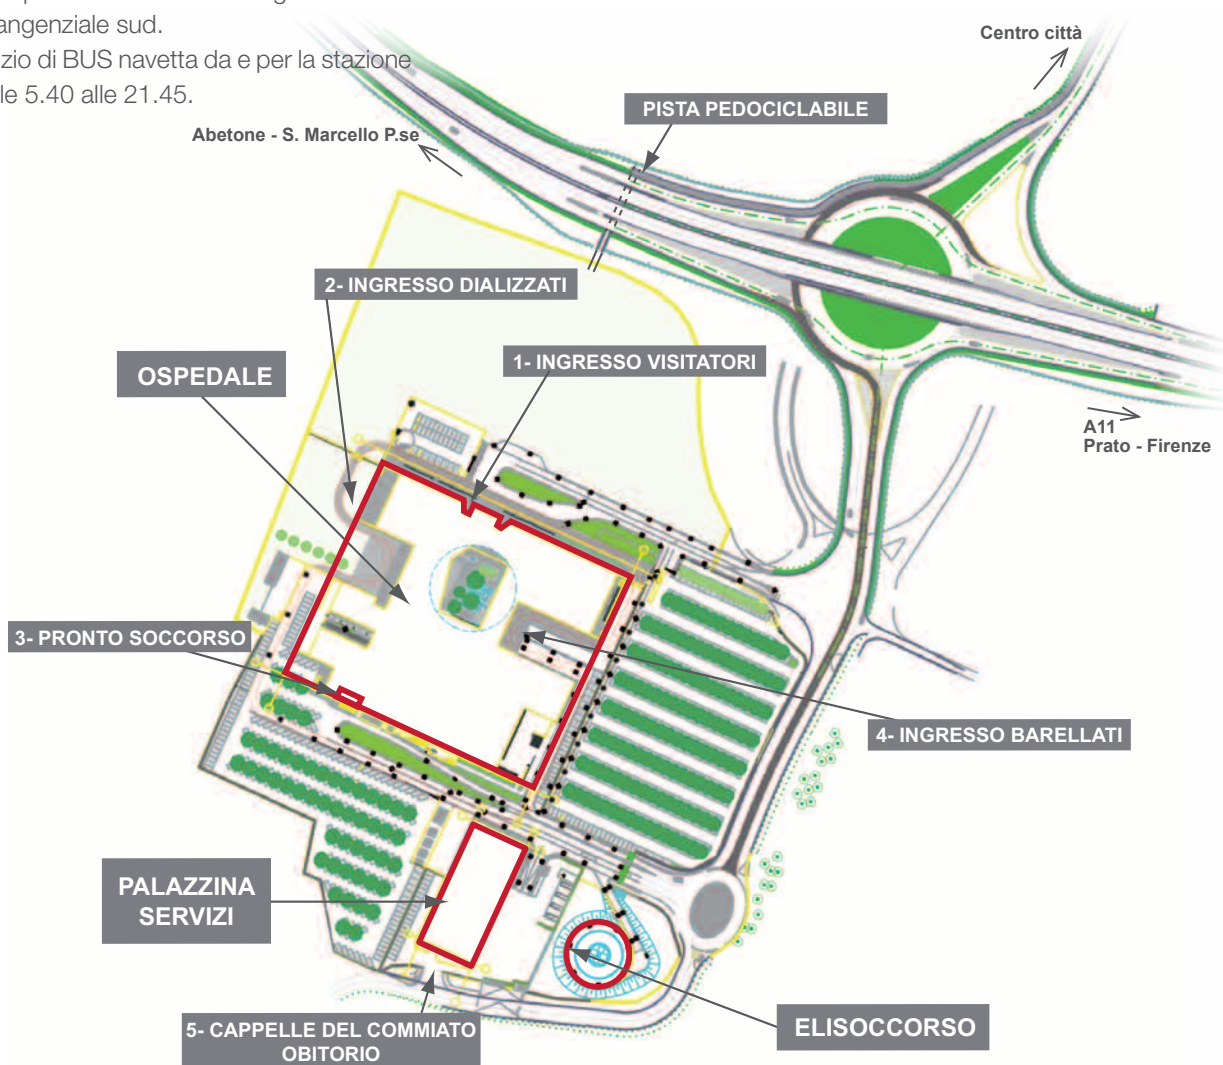 angenziale sud.
zio di BUS navetta da e per la stazione
le 5.40 alle 21.45.
Centro città
PISTA PEDOCICLABILE
Abetone - S. Marcello P.se
2- INGRESSO DIALIZZATI
1- INGRESSO VISITATORI
OSPEDALE
A11
Prato - Firenze
3- PRONTO SOCCORSO
4- INGRESSO BARELLATI
PALAZZINA
SERVIZI
ELISOCCORSO
5- CAPPELLE DEL COMMIATO
OBITORIO